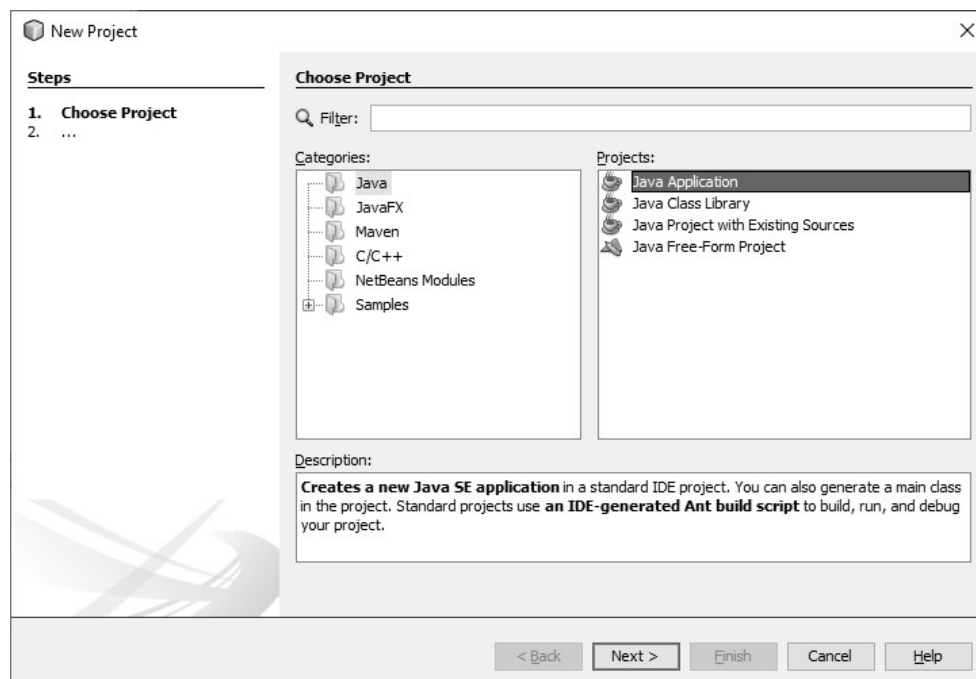 New Project
Steps
1. Choose Project
2. ...
Choose Project
Filter:
Categories:
Java
JavaFX
Maven
C/C++
NetBeans Modules
Samples
Projects:
Java Application
Java Class Library
Java Project with Existing Sources
Java Free-Form Project
Description:
Creates a new Java SE application in a standard IDE project. You can also generate a main class
in the project. Standard projects use an IDE-generated Ant build script to build, run, and debug
your project.
< Back
Next >
Finish
Cancel
Help